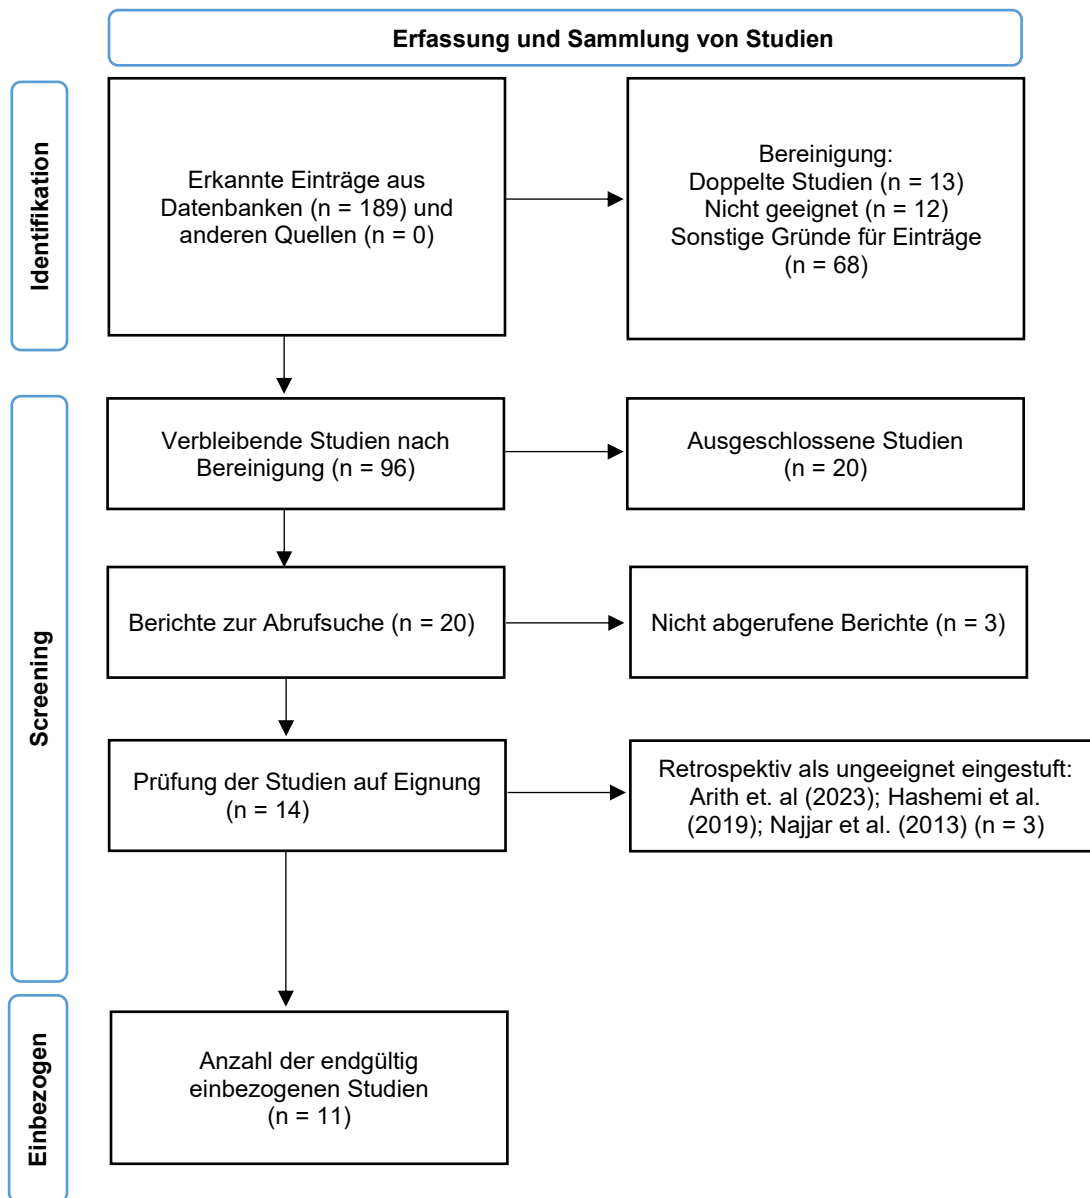 Erfassung und Sammlung von Studien
Identifikation
Erkannte Einträge aus
Datenbanken (n = 189) und
anderen Quellen (n = 0)
Bereinigung:
Doppelte Studien (n = 13)
Nicht geeignet (n = 12)
Sonstige Gründe für Einträge
(n = 68)
Screening
Verbleibende Studien nach
Bereinigung (n = 96)
Ausgeschlossene Studien
(n = 20)
Berichte zur Abrufsuche (n = 20)
Nicht abgerufene Berichte (n = 3)
Prüfung der Studien auf Eignung
(n = 14)
Retrospektiv als ungeeignet eingestuft:
Arith et. al (2023); Hashemi et al.
(2019); Najjar et al. (2013) (n = 3)
Einbezogen
Anzahl der endgültig
einbezogenen Studien
(n = 11)